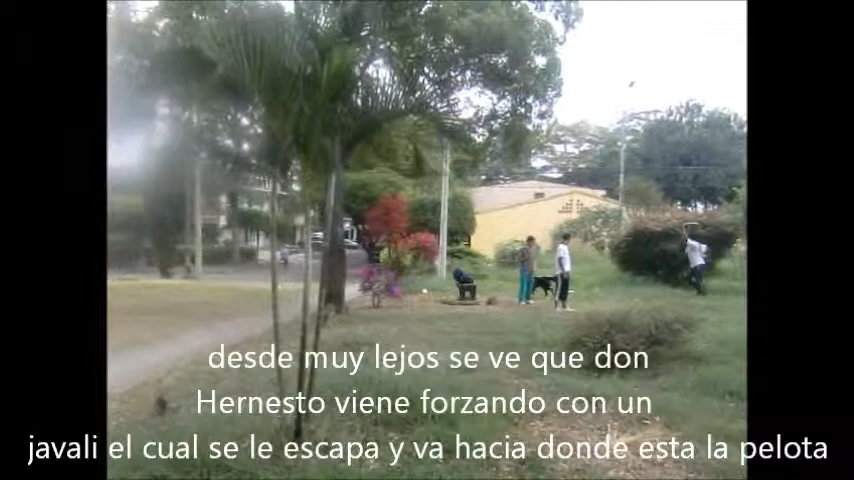 desde muy lejos se ve que don
Hernesto viene forzando con un
javali el cual se le escapa y va hacia donde esta la pelota